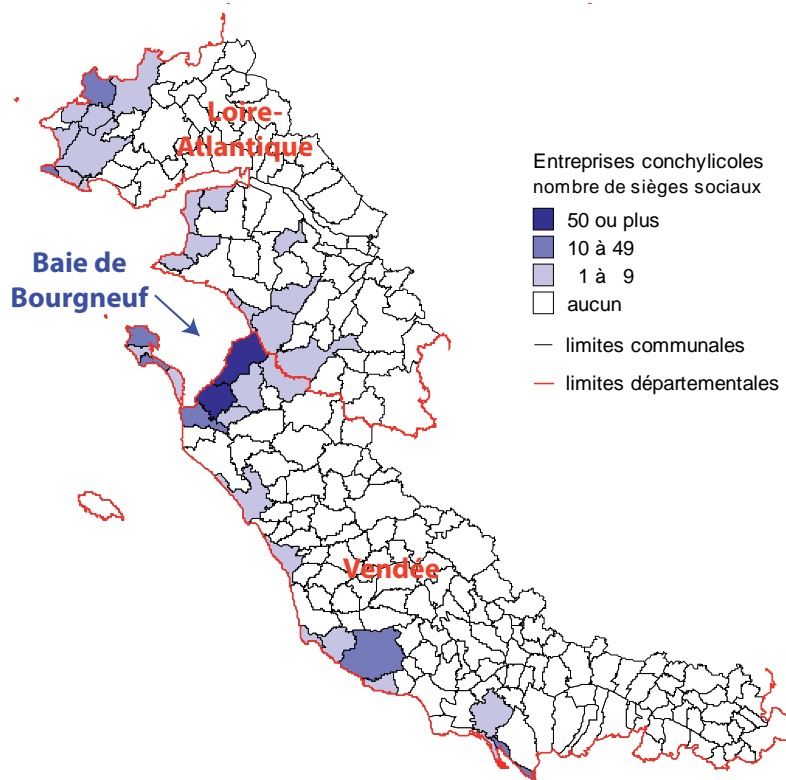 Loire-
Atlantique
Baie de
Bourgneuf
Vendée
Entreprises conchylicoles
nombre de sièges sociaux
50 ou plus
10 à 49
1 à 9
aucun
limites communales
limites départementales